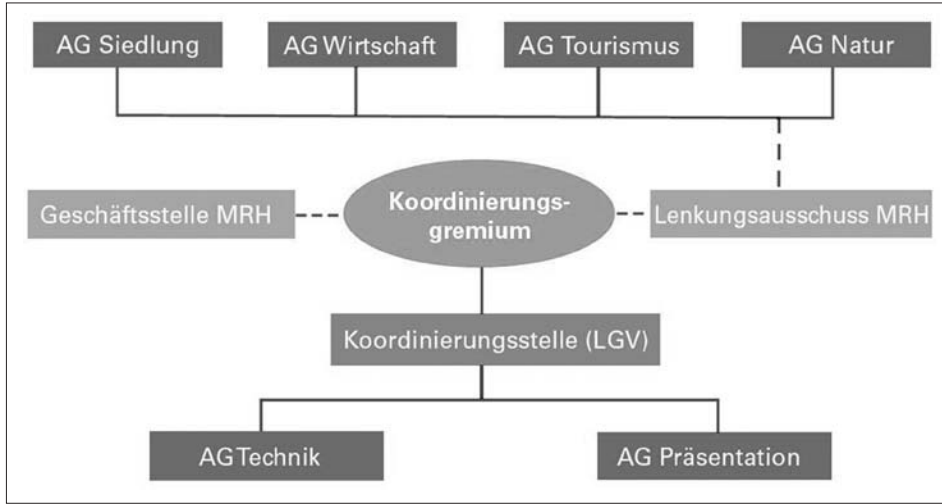 AG Siedlung
AG Wirtschaft
AG Tourismus
AG Natur
Geschäftsstelle MRH
Koordinierungs-
gremium
Lenkungsausschuss MRH
Koordinierungsstelle (LGV)
AG Technik
AG Präsentation